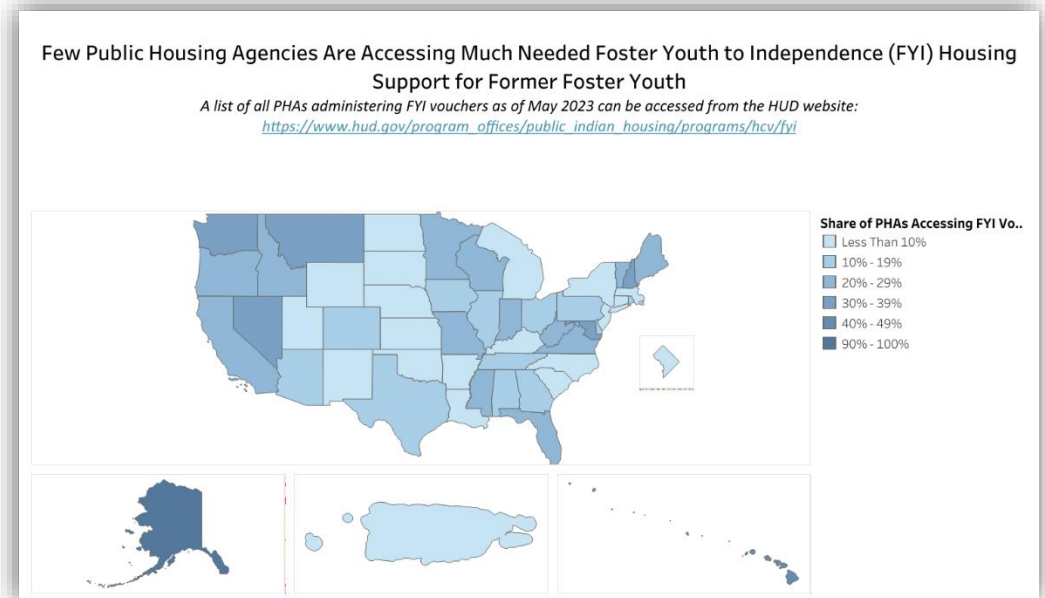 Few Public Housing Agencies Are Accessing Much Needed Foster Youth to Independence (FYI) Housing
Support for Former Foster Youth
A list of all PHAs administering FYI vouchers as of May 2023 can be accessed from the HUD website:
https://www.hud.gov/program_offices/public_indian_housing/programs/hcv/fyi
Share of PHAs Accessing FYI Vo..
Less Than 10%
10% - 19%
20% - 29%
30% - 39%
40% - 49%
90% - 100%